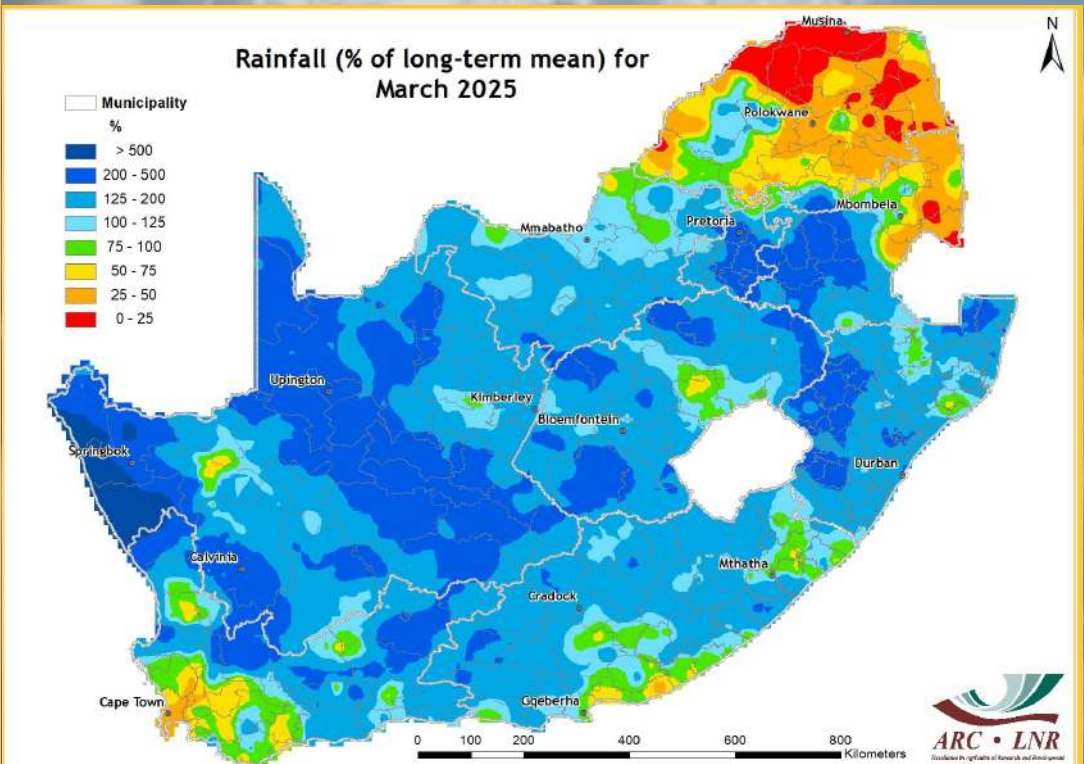 Rainfall (% of long-term mean) for
March 2025
N
Municipality
%
> 500
200 - 500
125 - 200
100 - 125
75 - 100
50 - 75
25 - 50
0 - 25
Musina
Polokwane
Mbombela
Pretoria
Mmabatho
Upington
Kimberley
Bloemfontein
Springbok
Durban
Calvinia
Mthatha
Cradock
Cape Town
Gqeberha
0 100 200 400 600 800
Kilometers
ARC • LNR